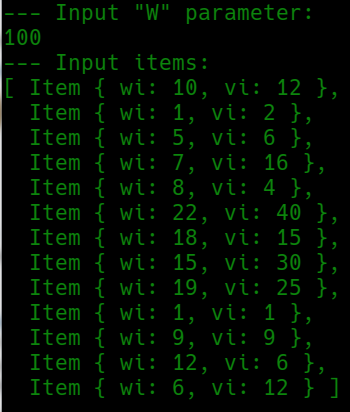 --- Input "W" parameter:
100
--- Input items:
[ Item { wi: 10, vi: 12 },
  Item { wi: 1, vi: 2 },
  Item { wi: 5, vi: 6 },
  Item { wi: 7, vi: 16 },
  Item { wi: 8, vi: 4 },
  Item { wi: 22, vi: 40 },
  Item { wi: 18, vi: 15 },
  Item { wi: 15, vi: 30 },
  Item { wi: 19, vi: 25 },
  Item { wi: 1, vi: 1 },
  Item { wi: 9, vi: 9 },
  Item { wi: 12, vi: 6 },
  Item { wi: 6, vi: 12 } ]